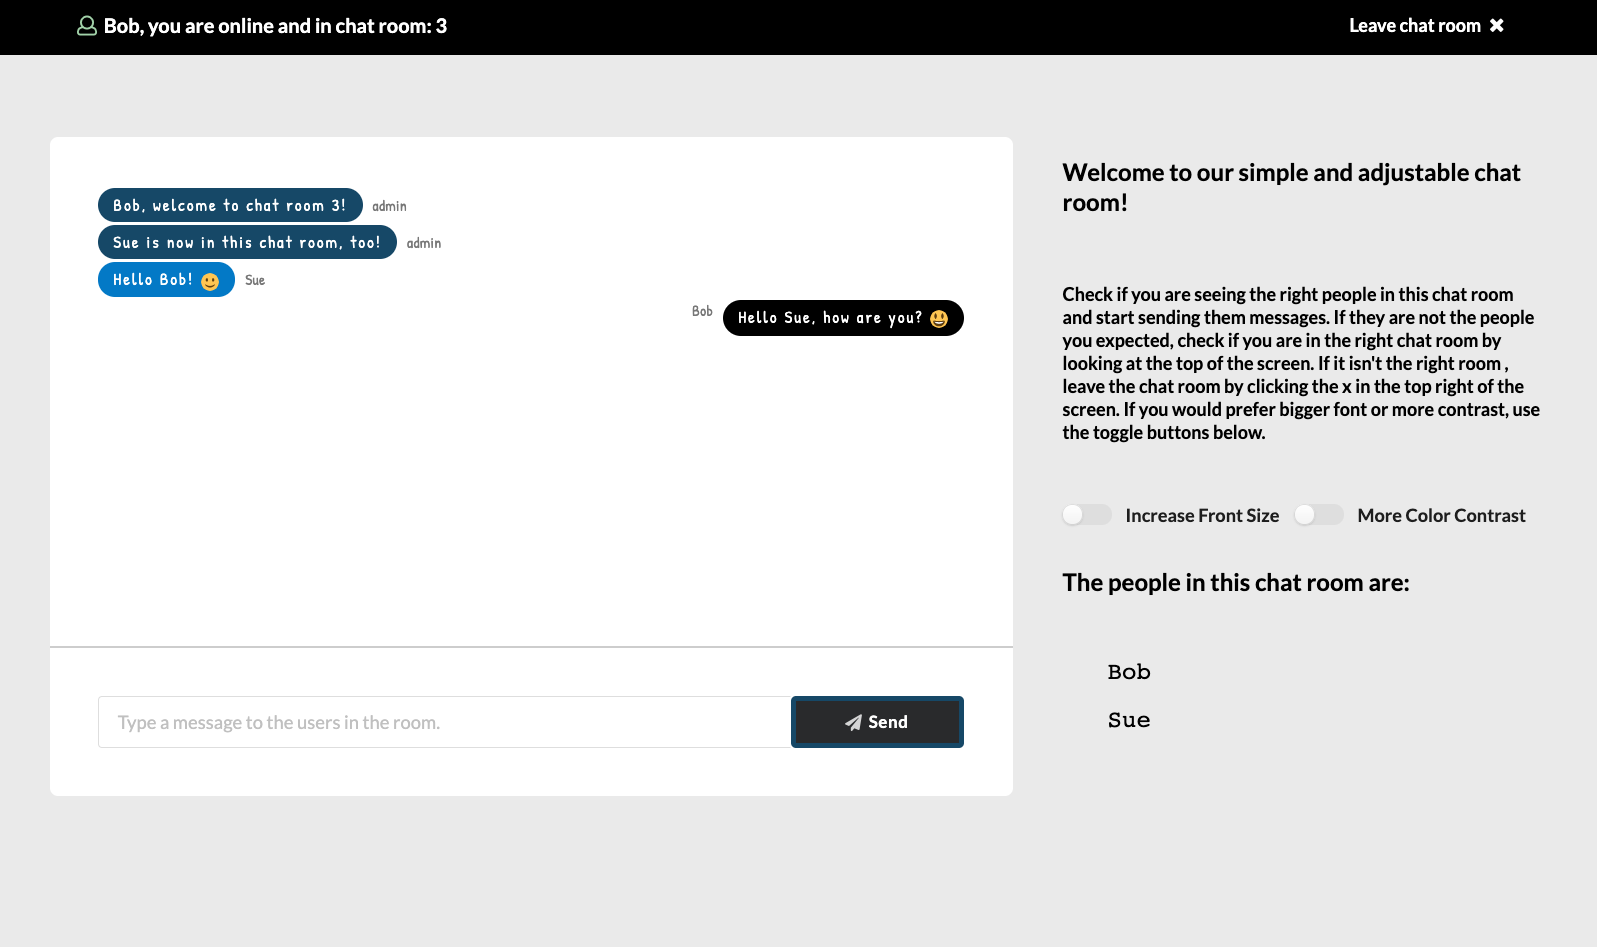 Bob, you are online and in chat room: 3
Leave chat room ✖
Bob, welcome to chat room 3! admin
Sue is now in this chat room, too! admin
Hello Bob! 🙂 Sue
Bob Hello Sue, how are you? 😃
Type a message to the users in the room.
Send
Welcome to our simple and adjustable chat
room!
Check if you are seeing the right people in this chat room
and start sending them messages. If they are not the people
you expected, check if you are in the right chat room by
looking at the top of the screen. If it isn't the right room ,
leave the chat room by clicking the x in the top right of the
screen. If you would prefer bigger font or more contrast, use
the toggle buttons below.
Increase Front Size
More Color Contrast
The people in this chat room are:
Bob
Sue